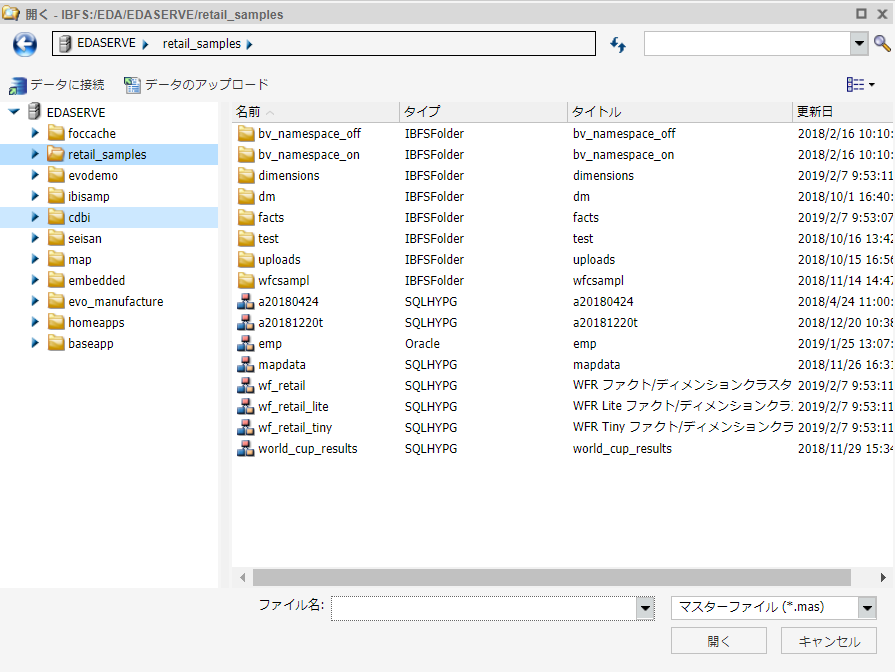 開く - IBFS:/EDA/EDASERVE/retail_samples
EDASERVE retail_samples
データに接続 データのアップロード
EDASERVE
foccache
retail_samples
evodemo
ibisamp
cdbi
seisan
map
embedded
evo_manufacture
homeapps
baseapp
名前 タイプ タイトル 更新日
bv_namespace_off IBFSFolder bv_namespace_off 2018/2/16 10:10:
bv_namespace_on IBFSFolder bv_namespace_on 2018/2/16 10:10:
dimensions IBFSFolder dimensions 2019/2/7 9:53:11
dm IBFSFolder dm 2018/10/1 16:40:
facts IBFSFolder facts 2019/2/7 9:53:07
test IBFSFolder test 2018/10/16 13:42
uploads IBFSFolder uploads 2018/10/15 16:56
wfcsampl IBFSFolder wfcsampl 2018/11/14 14:47
a20180424 SQLHYPG a20180424 2018/4/24 11:00:
a20181220t SQLHYPG a20181220t 2018/12/20 10:38
emp Oracle emp 2019/1/25 13:07:
mapdata SQLHYPG mapdata 2018/11/26 16:31
wf_retail SQLHYPG WFR ファクト/ディメンションクラスタ 2019/2/7 9:53:11
wf_retail_lite SQLHYPG WFR Lite ファクト/ディメンションクラ 2019/2/7 9:53:11
wf_retail_tiny SQLHYPG WFR Tiny ファクト/ディメンションクラ 2019/2/7 9:53:11
world_cup_results SQLHYPG world_cup_results 2018/11/29 15:34
ファイル名: マスターファイル (*.mas)
開く キャンセル